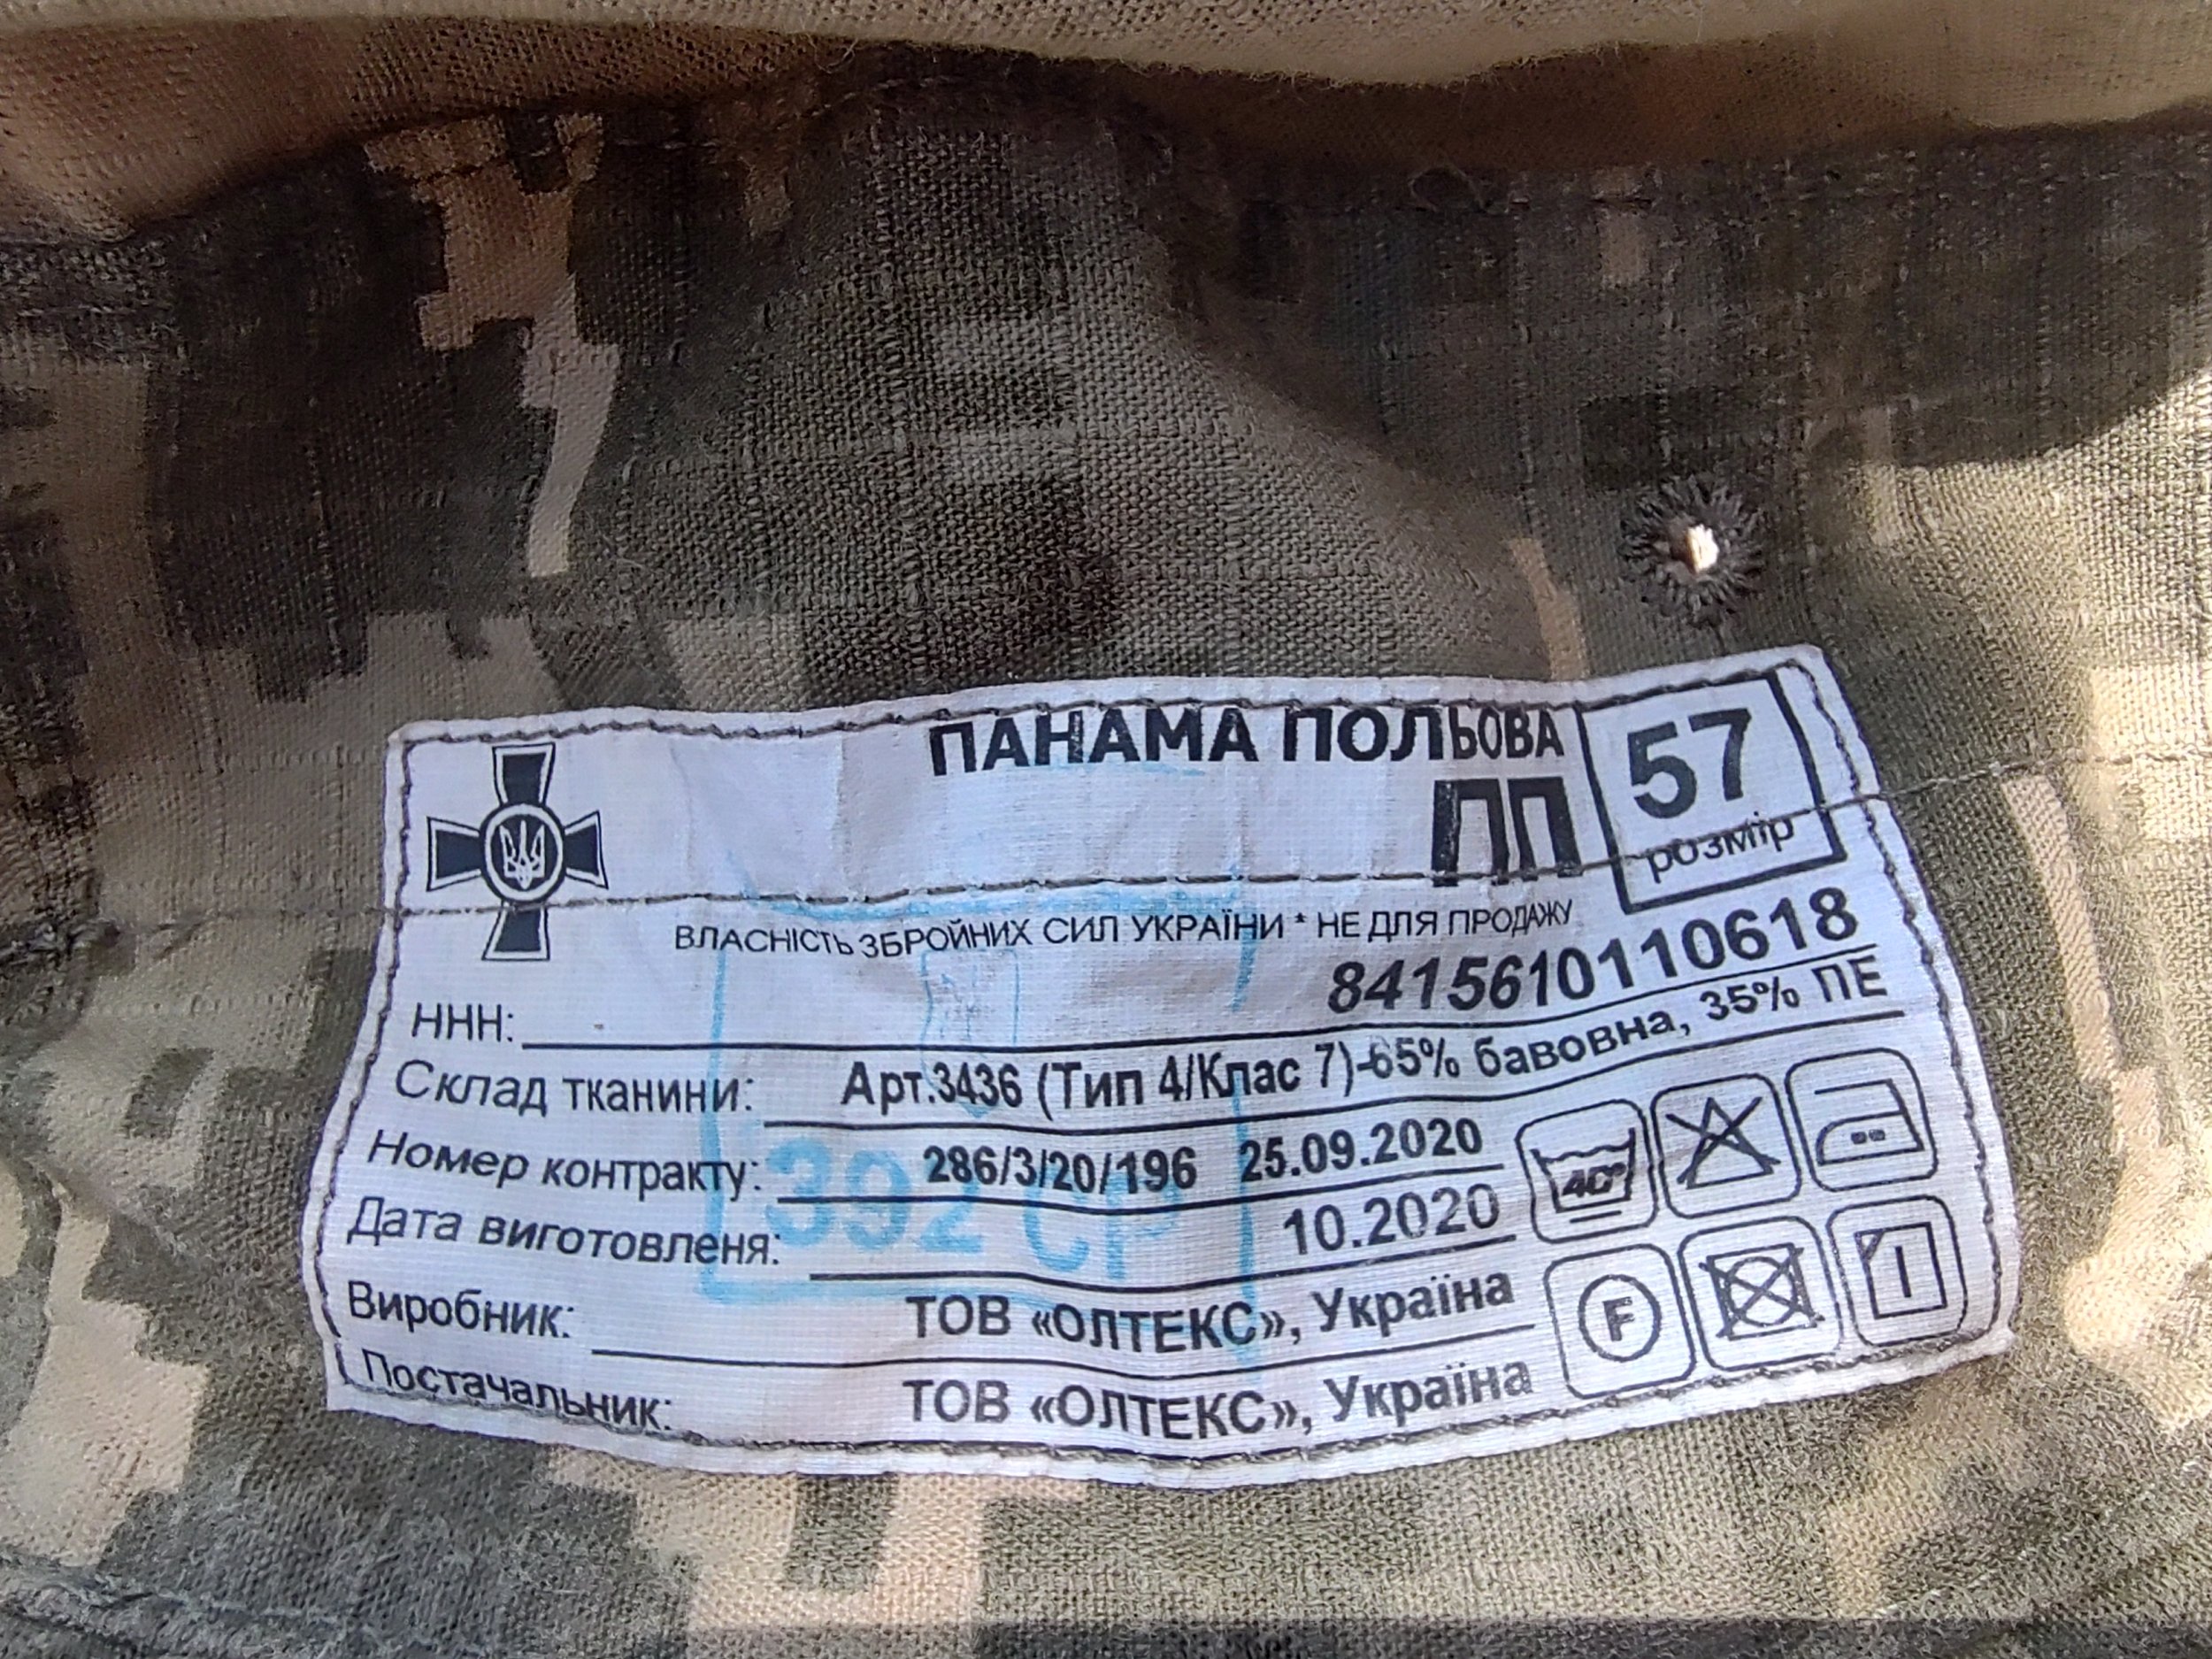 ПАНАМА ПОЛЬОВА
ПП
57
розмір
ВЛАСНІСТЬ ЗБРОЙНИХ СИЛ УКРАЇНИ * НЕ ДЛЯ ПРОДАЖУ
ННН: 8415610110618
Склад тканини: Арт.3436 (Тип 4/Клас 7)-65% бавовна, 35% ПЕ
Номер контракту: 286/3/20/196 25.09.2020
Дата виготовленя: 10.2020
Виробник: ТОВ «ОЛТЕКС», Україна
Постачальник: ТОВ «ОЛТЕКС», Україна
40°
F
392 СР